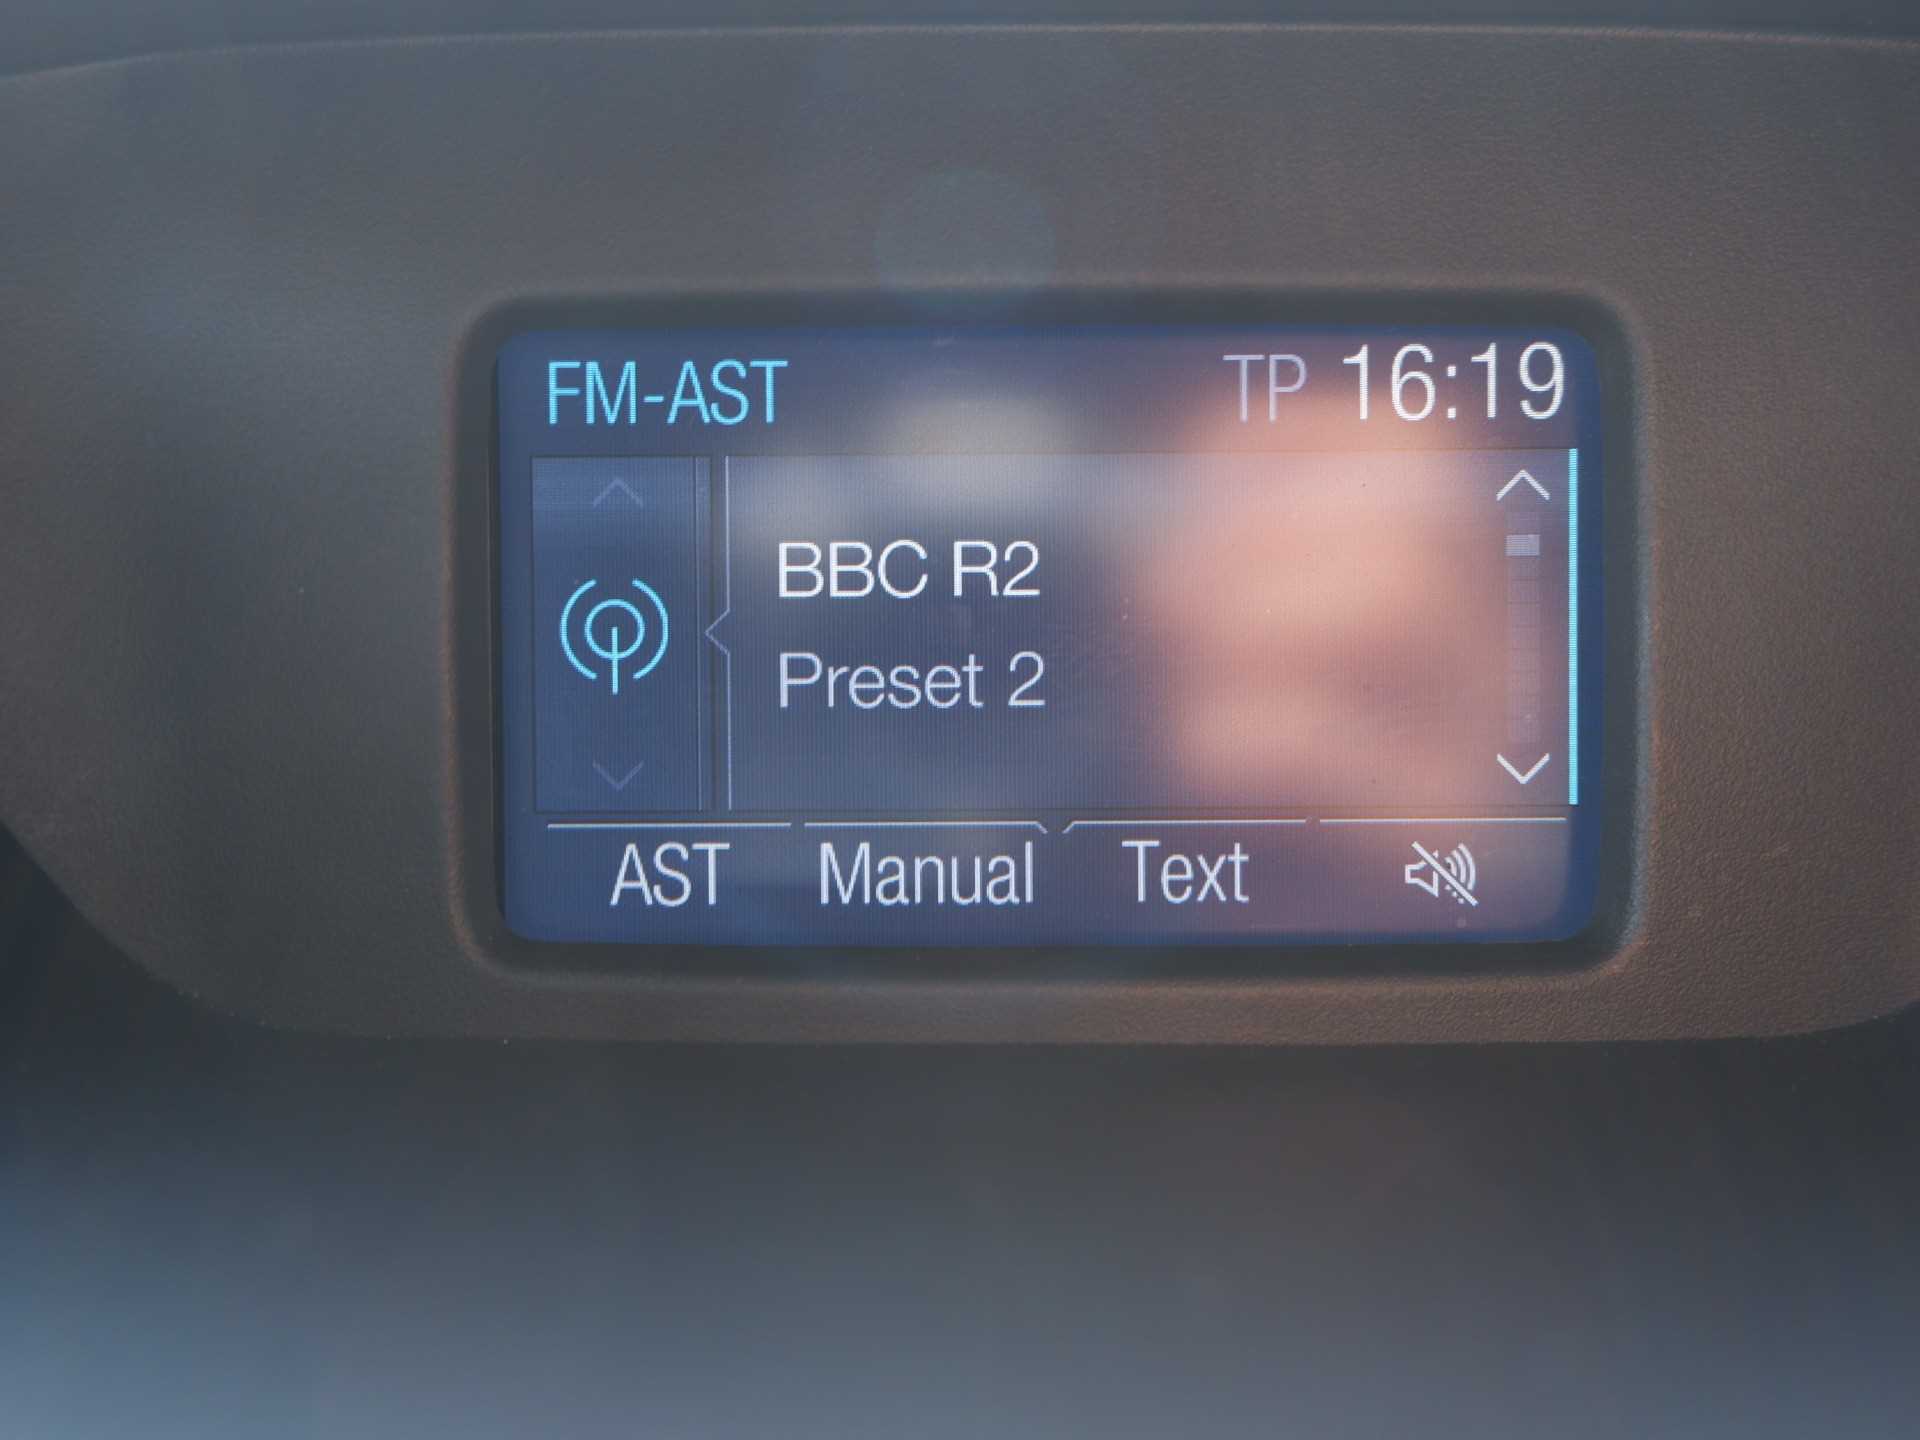 FM-AST TP 16:19
BBC R2
Preset 2
AST Manual Text